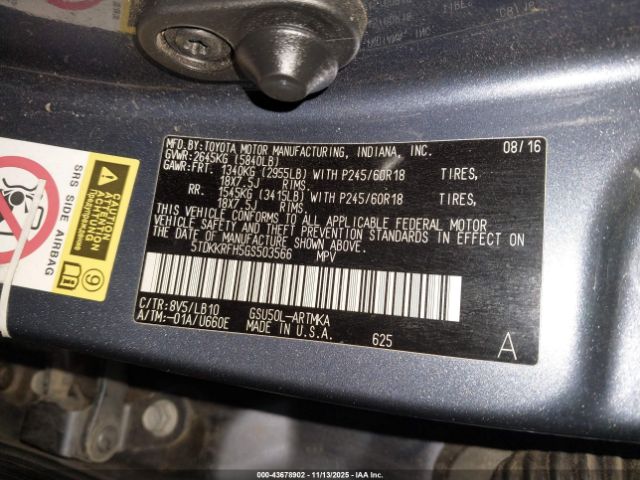 MFD.BY: TOYOTA MOTOR MANUFACTURING, INDIANA, INC. 08/16
GVWR: 2645KG (5840LB)
GAWR: FRT. 1340KG (2955LB) WITH P245/60R18 TIRES,
18X7.5J RIMS.
RR. 1545KG (3415LB) WITH P245/60R18 TIRES,
18X7.5J RIMS.
THIS VEHICLE CONFORMS TO ALL APPLICABLE FEDERAL MOTOR
VEHICLE SAFETY AND THEFT PREVENTION STANDARDS IN EFFECT ON
THE DATE OF MANUFACTURE SHOWN ABOVE.
5TDKKRFH5GS503566 MPV
C/TR: 8V5/LB10 GSU50L-ARTMKA
A/TM: -01A/U660E MADE IN U.S.A. 625 A
SRS SIDE AIRBAG
CAUTION
9
000-43678902 — 11/13/2025 — IAA Inc.